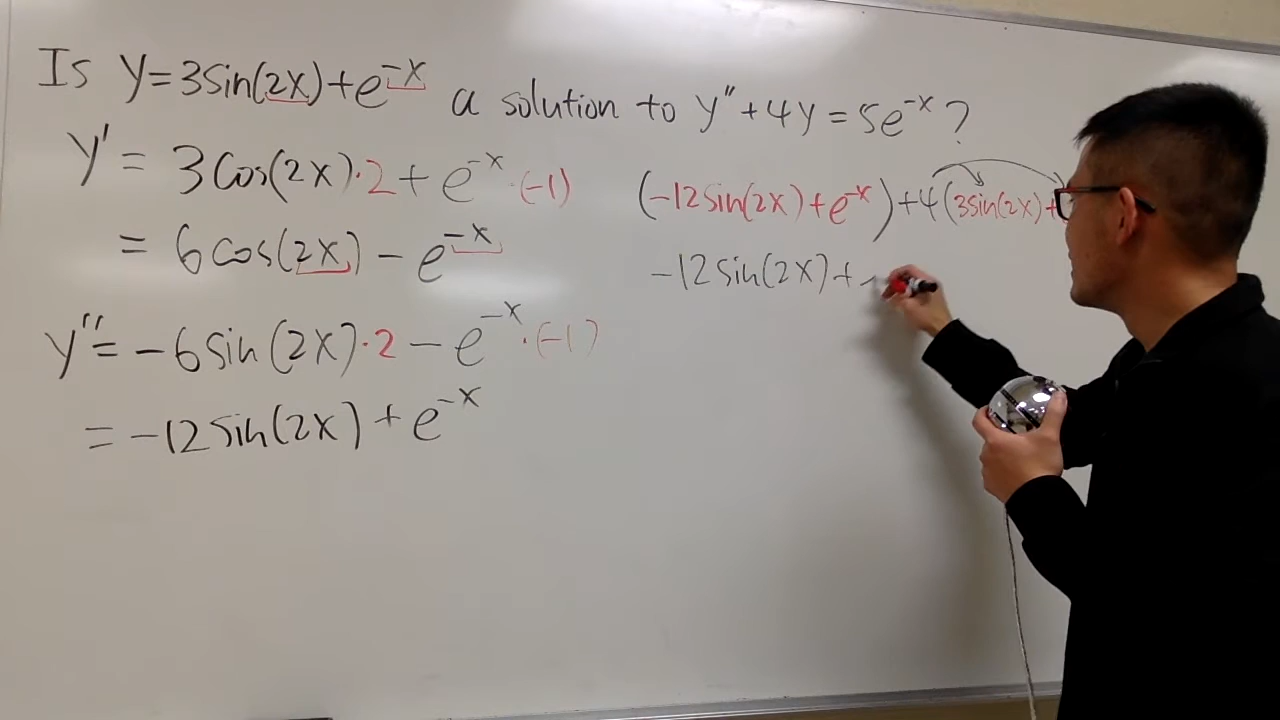 Is y=3sin(2x)+e^-x a solution to y"+4y=5e^-x?
y' = 3cos(2x)·2+e^-x·(-1)
= 6cos(2x)-e^-x
y"=-6sin(2x)·2-e^-x·(-1)
=-12sin(2x)+e^-x
(-12sin(2x)+e^-x)+4(3sin(2x)+
-12sin(2x)+